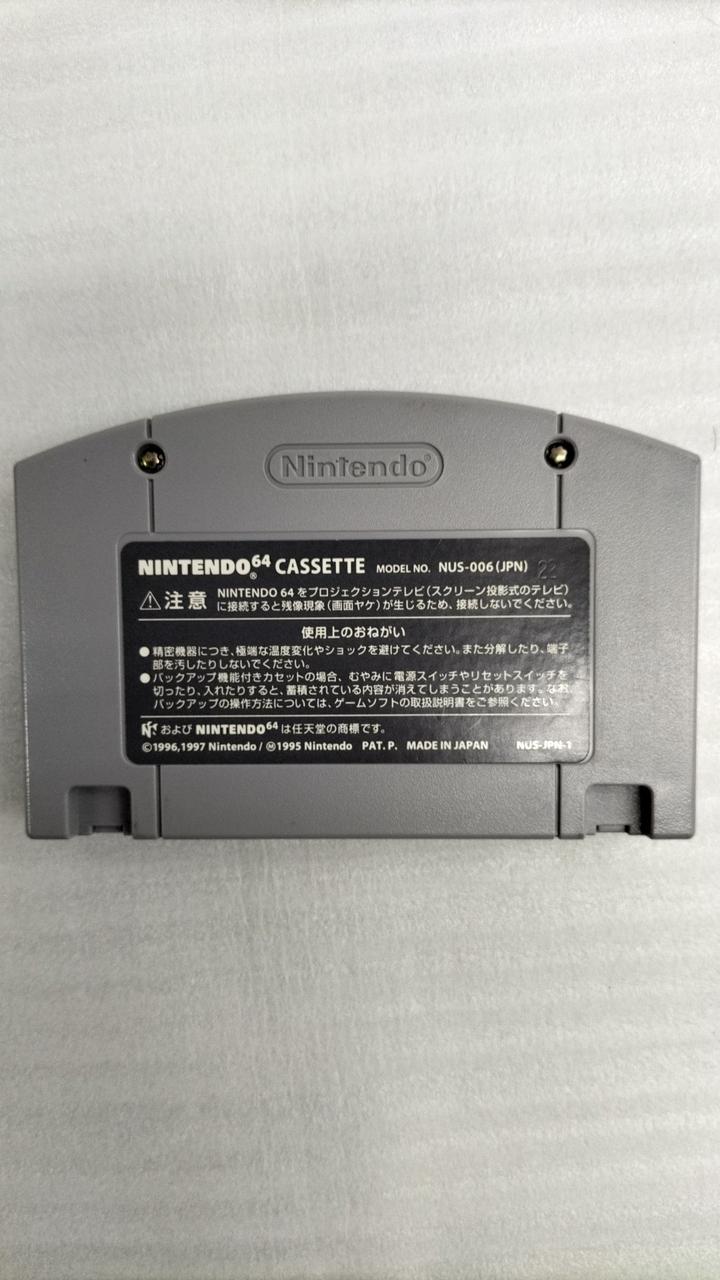 Nintendo
NINTENDO64® CASSETTE MODEL NO. NUS-006(JPN) 22
⚠注意 NINTENDO 64 をプロジェクションテレビ(スクリーン投影式のテレビ)
に接続すると残像現象(画面ヤケ)が生じるため、接続しないでください。
使用上のおねがい
●精密機器につき、極端な温度変化やショックを避けてください。また分解したり、端子
部を汚したりしないでください。
●バックアップ機能付きカセットの場合、むやみに電源スイッチやリセットスイッチを
切ったり、入れたりすると、蓄積されている内容が消えてしまうことがあります。なお
バックアップの操作方法については、ゲームソフトの取扱説明書をご参照ください。
および NINTENDO64 は任天堂の商標です。
©1996,1997 Nintendo / Ⓜ1995 Nintendo PAT. P. MADE IN JAPAN NUS-JPN-1